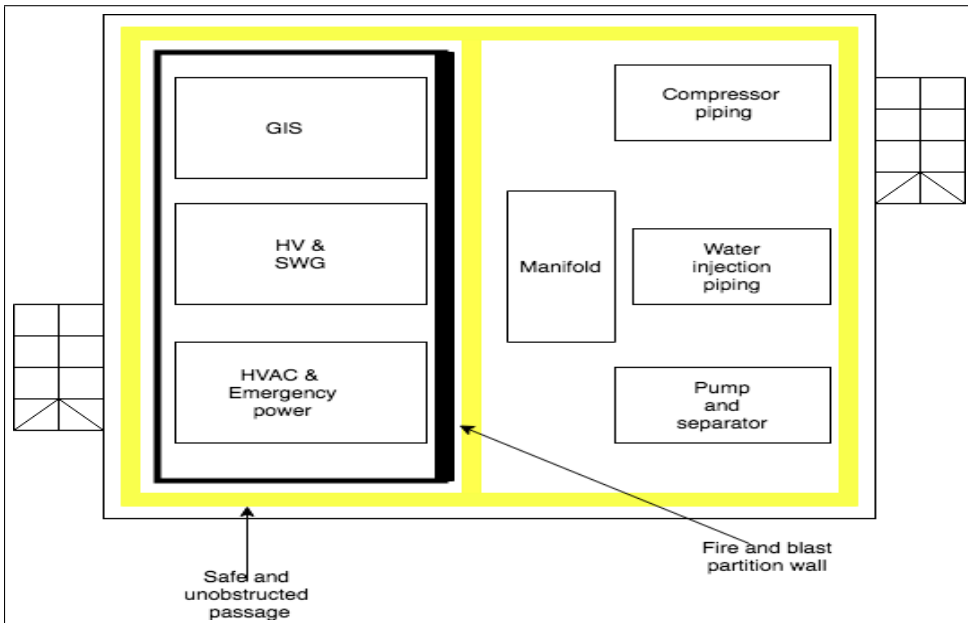 GIS
HV &
SWG
HVAC &
Emergency
power
Compressor
piping
Manifold
Water
injection
piping
Pump
and
separator
Fire and blast
partition wall
Safe and
unobstructed
passage